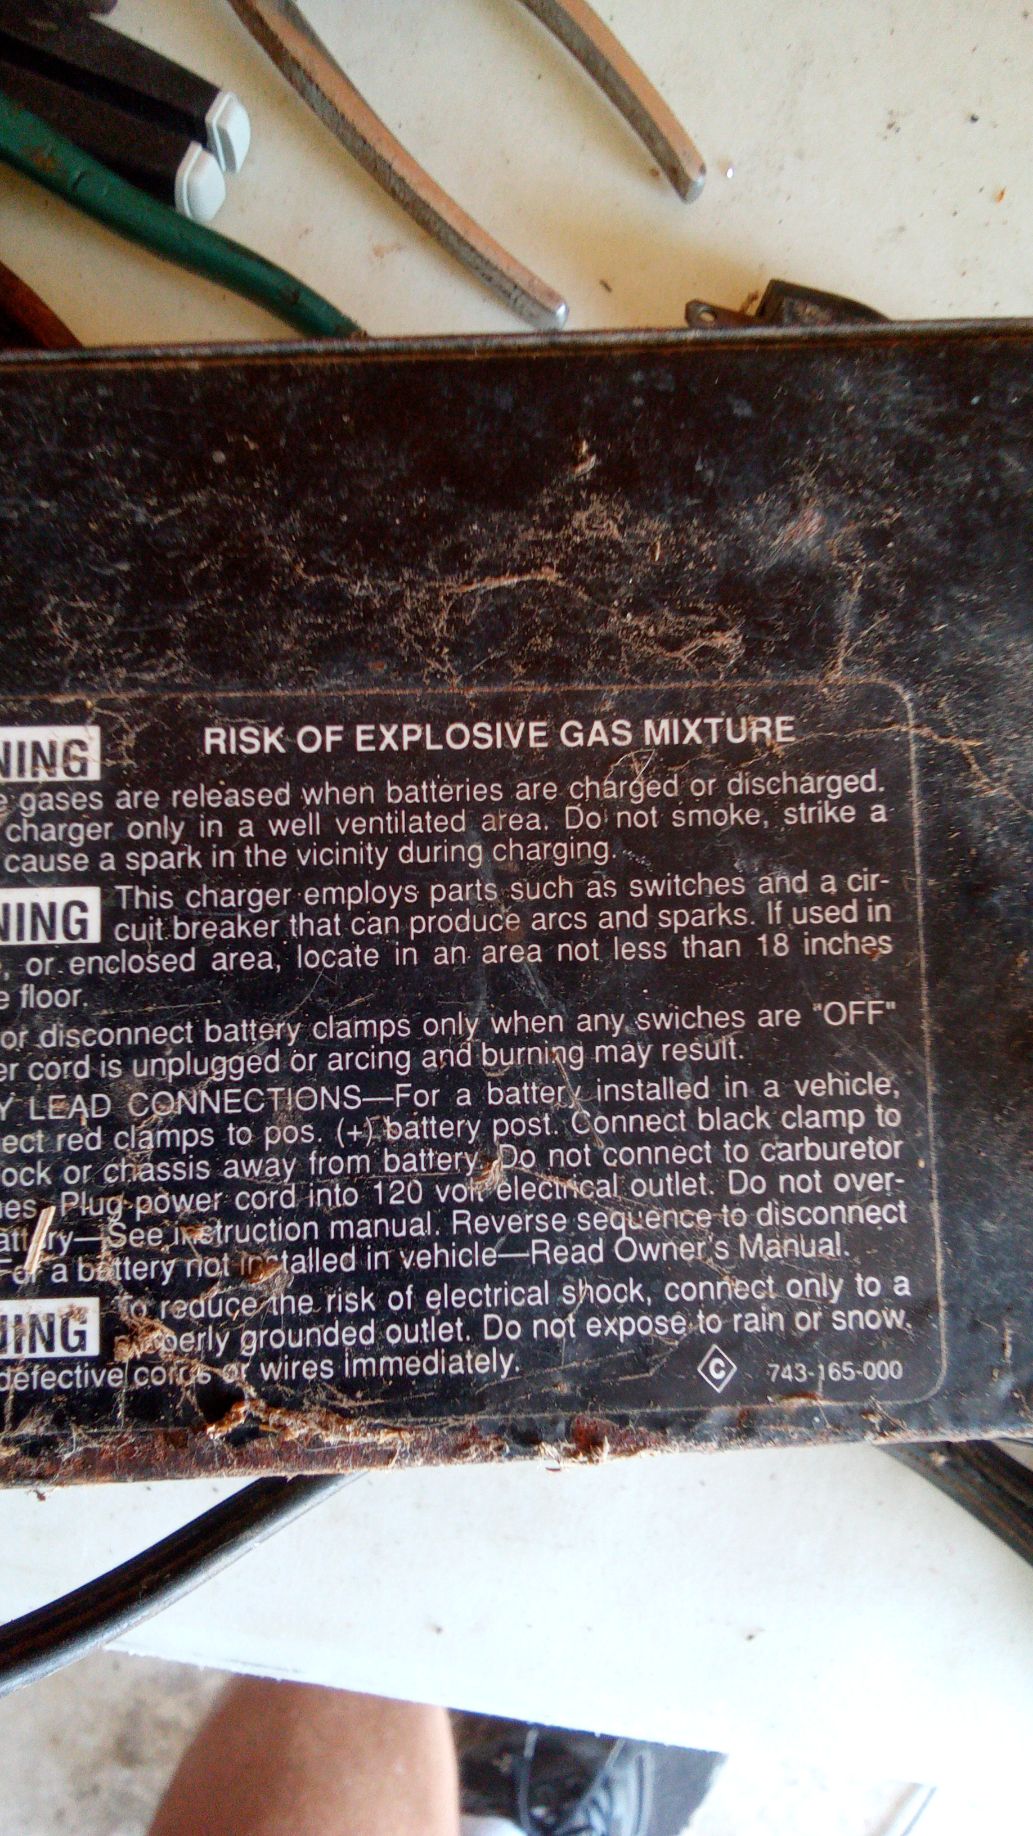 NING RISK OF EXPLOSIVE GAS MIXTURE
e gases are released when batteries are charged or discharged.
charger only in a well ventilated area. Do not smoke, strike a
cause a spark in the vicinity during charging.
NING This charger employs parts such as switches and a cir-
cuit breaker that can produce arcs and sparks. If used in
, or enclosed area, locate in an area not less than 18 inches
e floor.
or disconnect battery clamps only when any swiches are "OFF"
er cord is unplugged or arcing and burning may result.
Y LEAD CONNECTIONS—For a battery installed in a vehicle,
ect red clamps to pos. (+) battery post. Connect black clamp to
ock or chassis away from battery. Do not connect to carburetor
nes. Plug power cord into 120 volt electrical outlet. Do not over-
attery—See instruction manual. Reverse sequence to disconnect
For a battery not installed in vehicle—Read Owner's Manual.
NING To reduce the risk of electrical shock, connect only to a
properly grounded outlet. Do not expose to rain or snow.
defective cords or wires immediately. C 743-165-000